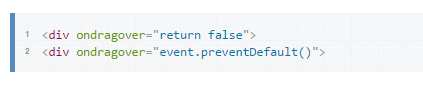 1 <div ondragover="return false">
2 <div ondragover="event.preventDefault()">